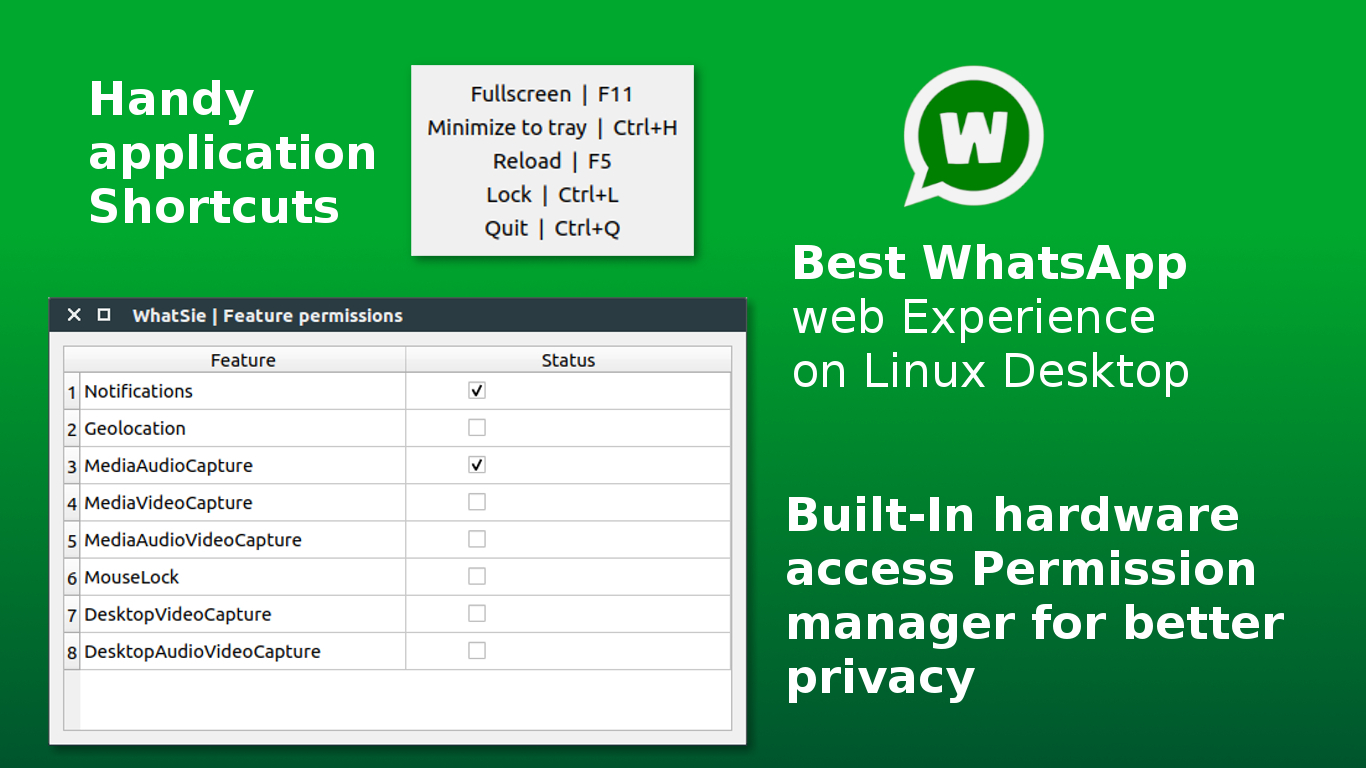 Handy
application
Shortcuts
Fullscreen | F11
Minimize to tray | Ctrl+H
Reload | F5
Lock | Ctrl+L
Quit | Ctrl+Q
W
Best WhatsApp
web Experience
on Linux Desktop
WhatSie | Feature permissions
Feature Status
1 Notifications
2 Geolocation
3 MediaAudioCapture
4 MediaVideoCapture
5 MediaAudioVideoCapture
6 MouseLock
7 DesktopVideoCapture
8 DesktopAudioVideoCapture
Built-In hardware
access Permission
manager for better
privacy